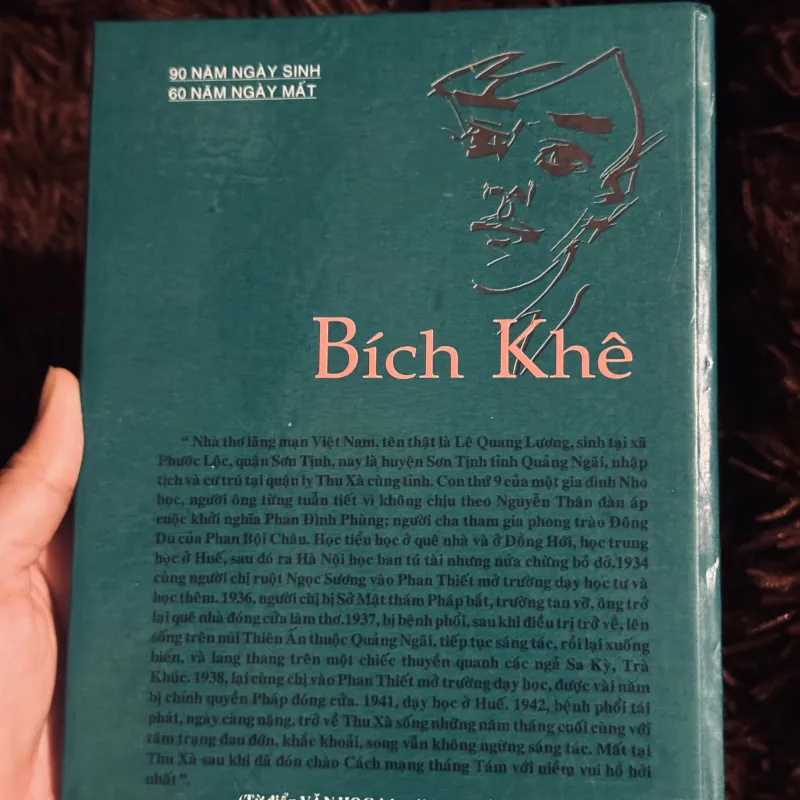 90 NĂM NGÀY SINH
60 NĂM NGÀY MẤT
Bích Khê
" Nhà thơ lãng mạn Việt Nam, tên thật là Lê Quang Lương, sinh tại xã
Phước Lộc, quận Sơn Tịnh, nay là huyện Sơn Tịnh tỉnh Quảng Ngãi, nhập
tịch và cư trú tại quận lỵ Thu Xà cùng tỉnh. Con thứ 9 của một gia đình Nho
học, người ông từng tuẫn tiết vì không chịu theo Nguyễn Thân đàn áp
cuộc khởi nghĩa Phan Đình Phùng; người cha tham gia phong trào Đông
Du của Phan Bội Châu. Học tiểu học ở quê nhà và ở Đồng Hới, học trung
học ở Huế, sau đó ra Hà Nội học ban tú tài nhưng nửa chừng bỏ dở.1934
cùng người chị ruột Ngọc Sương vào Phan Thiết mở trường dạy học tư và
học thêm. 1936, người chị bị Sở Mật thám Pháp bắt, trường tan vỡ, ông trở
lại quê nhà đóng cửa làm thơ.1937, bị bệnh phổi, sau khi điều trị trở về, lên
sống trên núi Thiên Ấn thuộc Quảng Ngãi, tiếp tục sáng tác, rồi lại xuống
biển, và lang thang trên một chiếc thuyền quanh các ngả Sa Kỳ, Trà
Khúc. 1938, lại cùng chị vào Phan Thiết mở trường dạy học, được vài năm
bị chính quyền Pháp đóng cửa. 1941, dạy học ở Huế. 1942, bệnh phổi tái
phát, ngày càng nặng, trở về Thu Xà sống những năm tháng cuối cùng với
tâm trạng đau đớn, khắc khoải, song vẫn không ngừng sáng tác. Mất tại
Thu Xà sau khi đã đón chào Cách mạng tháng Tám với niềm vui hồ hởi
nhất".
(Từ điển VĂN HỌC